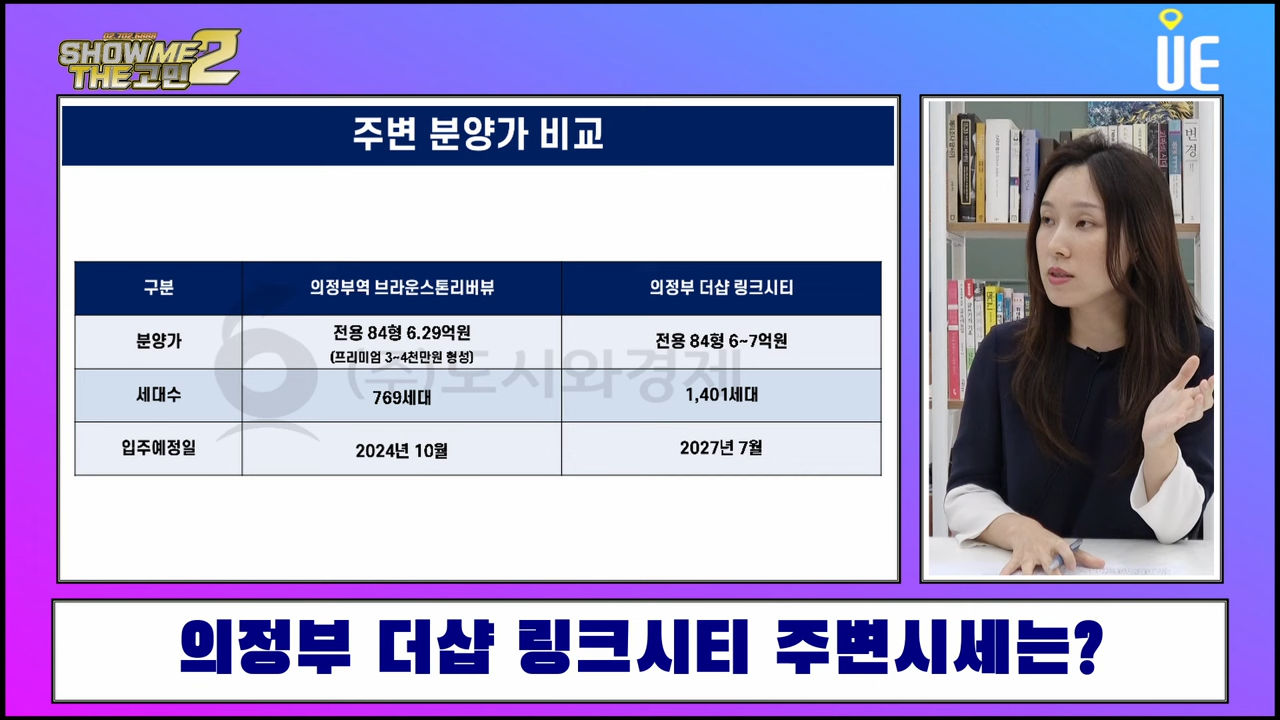 02.702.6888
SHOW ME
THE 고민 2
UE
주변 분양가 비교
구분
의정부역 브라운스톤리버뷰
의정부 더샵 링크시티
분양가
전용 84형 6.29억원
(프리미엄 3~4천만원 형성)
전용 84형 6~7억원
세대수
769세대
1,401세대
입주예정일
2024년 10월
2027년 7월
(주)도시와경제
변경
의정부 더샵 링크시티 주변시세는?